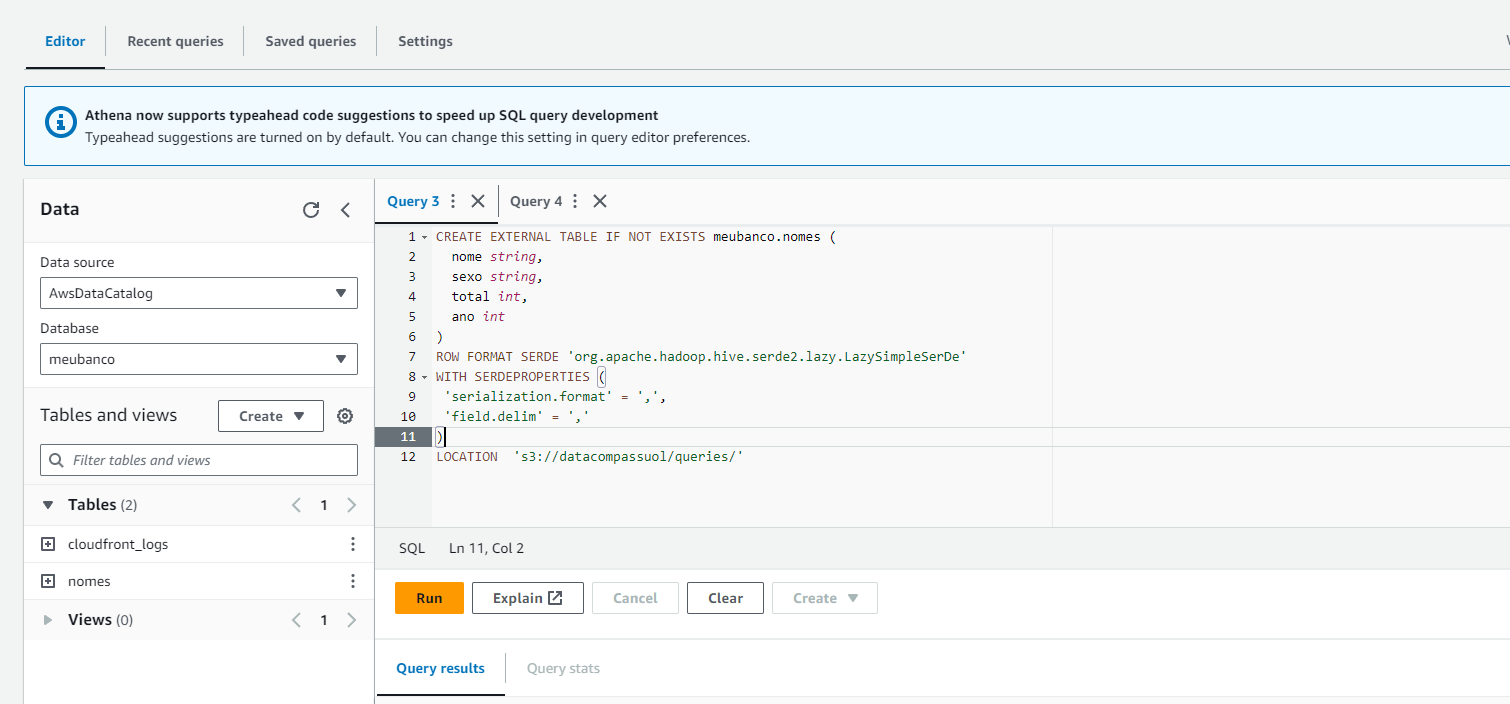 Editor
Recent queries
Saved queries
Settings
Athena now supports typeahead code suggestions to speed up SQL query development
Typeahead suggestions are turned on by default. You can change this setting in query editor preferences.
Data
Data source
AwsDataCatalog
Database
meubanco
Tables and views
Create
Filter tables and views
Tables (2)
1
cloudfront_logs
nomes
Views (0)
1
Query 3
Query 4
1 CREATE EXTERNAL TABLE IF NOT EXISTS meubanco.nomes (
2 nome string,
3 sexo string,
4 total int,
5 ano int
6 )
7 ROW FORMAT SERDE 'org.apache.hadoop.hive.serde2.lazy.LazySimpleSerDe'
8 WITH SERDEPROPERTIES (
9 'serialization.format' = ',',
10 'field.delim' = ','
11 )
12 LOCATION 's3://datacompassuol/queries/'
SQL
Ln 11, Col 2
Run
Explain
Cancel
Clear
Create
Query results
Query stats